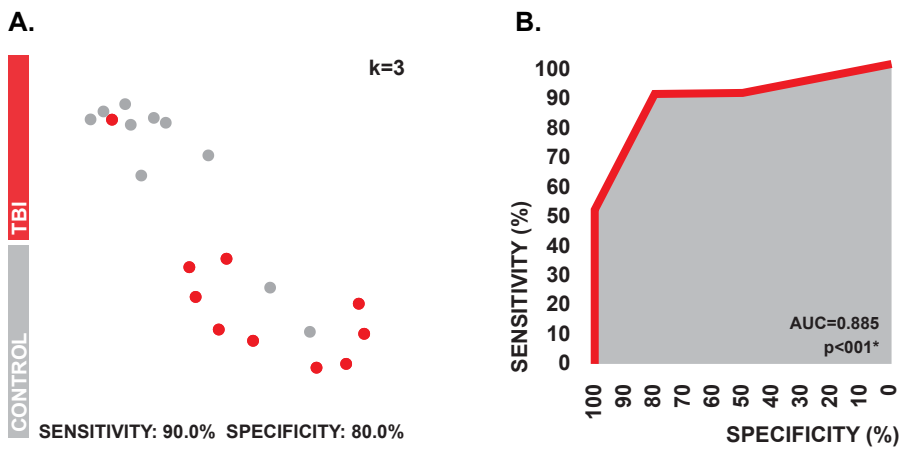 A.
k=3
TBI
CONTROL
SENSITIVITY: 90.0% SPECIFICITY: 80.0%
B.
SENSITIVITY (%)
100
90
80
70
60
50
40
30
20
10
0
AUC=0.885
p<001*
100
90
80
70
60
50
40
30
20
10
0
SPECIFICITY (%)